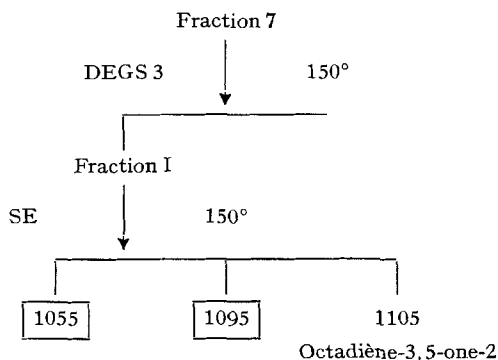 Fraction 7
DEGS 3 150°
Fraction I
SE 150°
1055 1095 1105
Octadiène-3,5-one-2